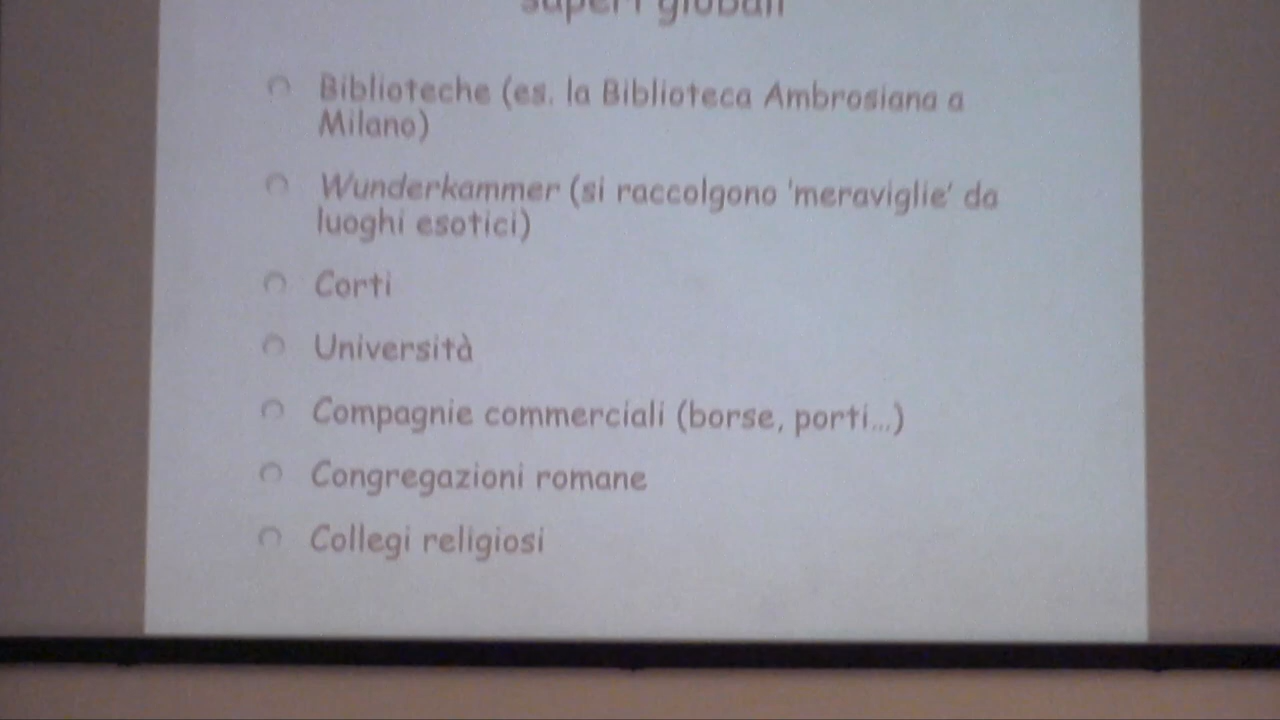 saperi globali
Biblioteche (es. la Biblioteca Ambrosiana a
Milano)
Wunderkammer (si raccolgono 'meraviglie' da
luoghi esotici)
Corti
Università
Compagnie commerciali (borse, porti...)
Congregazioni romane
Collegi religiosi